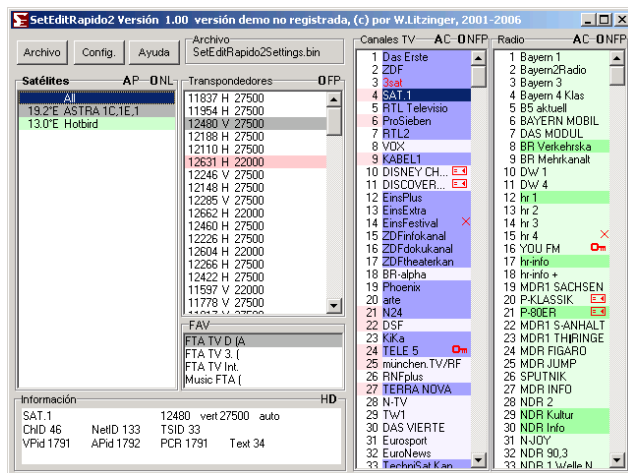 SetEditRapido2 Versión 1.00 versión demo no registrada, (c) por W.Litzinger, 2001-2006
Archivo
Config.
Ayuda
Archivo
SetEditRapido2Settings.bin
Satélites AP ONL
All
19.2°E ASTRA 1C,1E,1
13.0°E Hotbird
Transpondedores OFP
11837 H 27500
11954 H 27500
12480 V 27500
12188 H 27500
12110 H 27500
12631 H 22000
12246 V 27500
12148 H 27500
12285 V 27500
12662 H 22000
12460 H 27500
12226 H 27500
12604 H 22000
12266 H 27500
12422 H 27500
11597 V 22000
11778 V 27500
FAV
FTA TV D (A
FTA TV 3. (
FTA TV Int.
Music FTA (
Información HD
SAT.1 12480 vert 27500 auto
ChID 46 NetID 133 TSID 33
VPid 1791 APid 1792 PCR 1791 Text 34
Canales TV AC ONFP
1 Das Erste
2 ZDF
3 3sat
4 SAT.1
5 RTL Televisio
6 ProSieben
7 RTL2
8 VOX
9 KABEL1
10 DISNEY CH...
11 DISCOVER...
12 EinsPlus
13 EinsExtra
14 EinsFestival
15 ZDFinfokanal
16 ZDFdokukanal
17 ZDFtheaterkan
18 BR-alpha
19 Phoenix
20 arte
21 N24
22 DSF
23 KiKa
24 TELE 5
25 münchen.TV/RF
26 RNFplus
27 TERRA NOVA
28 N-TV
29 TW1
30 DAS VIERTE
31 Eurosport
32 EuroNews
33 TechniSat Kan
Radio AC ONFP
1 Bayern 1
2 Bayern2Radio
3 Bayern 3
4 Bayern 4 Klas
5 B5 aktuell
6 BAYERN MOBIL
7 DAS MODUL
8 BR Verkehrska
9 BR Mehrkanalt
10 DW 1
11 DW 4
12 hr 1
13 hr 2
14 hr 3
15 hr 4
16 YOU FM
17 hr-info
18 hr-info +
19 MDR1 SACHSEN
20 P-KLASSIK
21 P-80ER
22 MDR1 S-ANHALT
23 MDR1 THIRINGE
24 MDR FIGARO
25 MDR JUMP
26 SPUTNIK
27 MDR INFO
28 NDR 2
29 NDR Kultur
30 NDR Info
31 N-JOY
32 NDR 90,3
33 NDR 1 Welle N